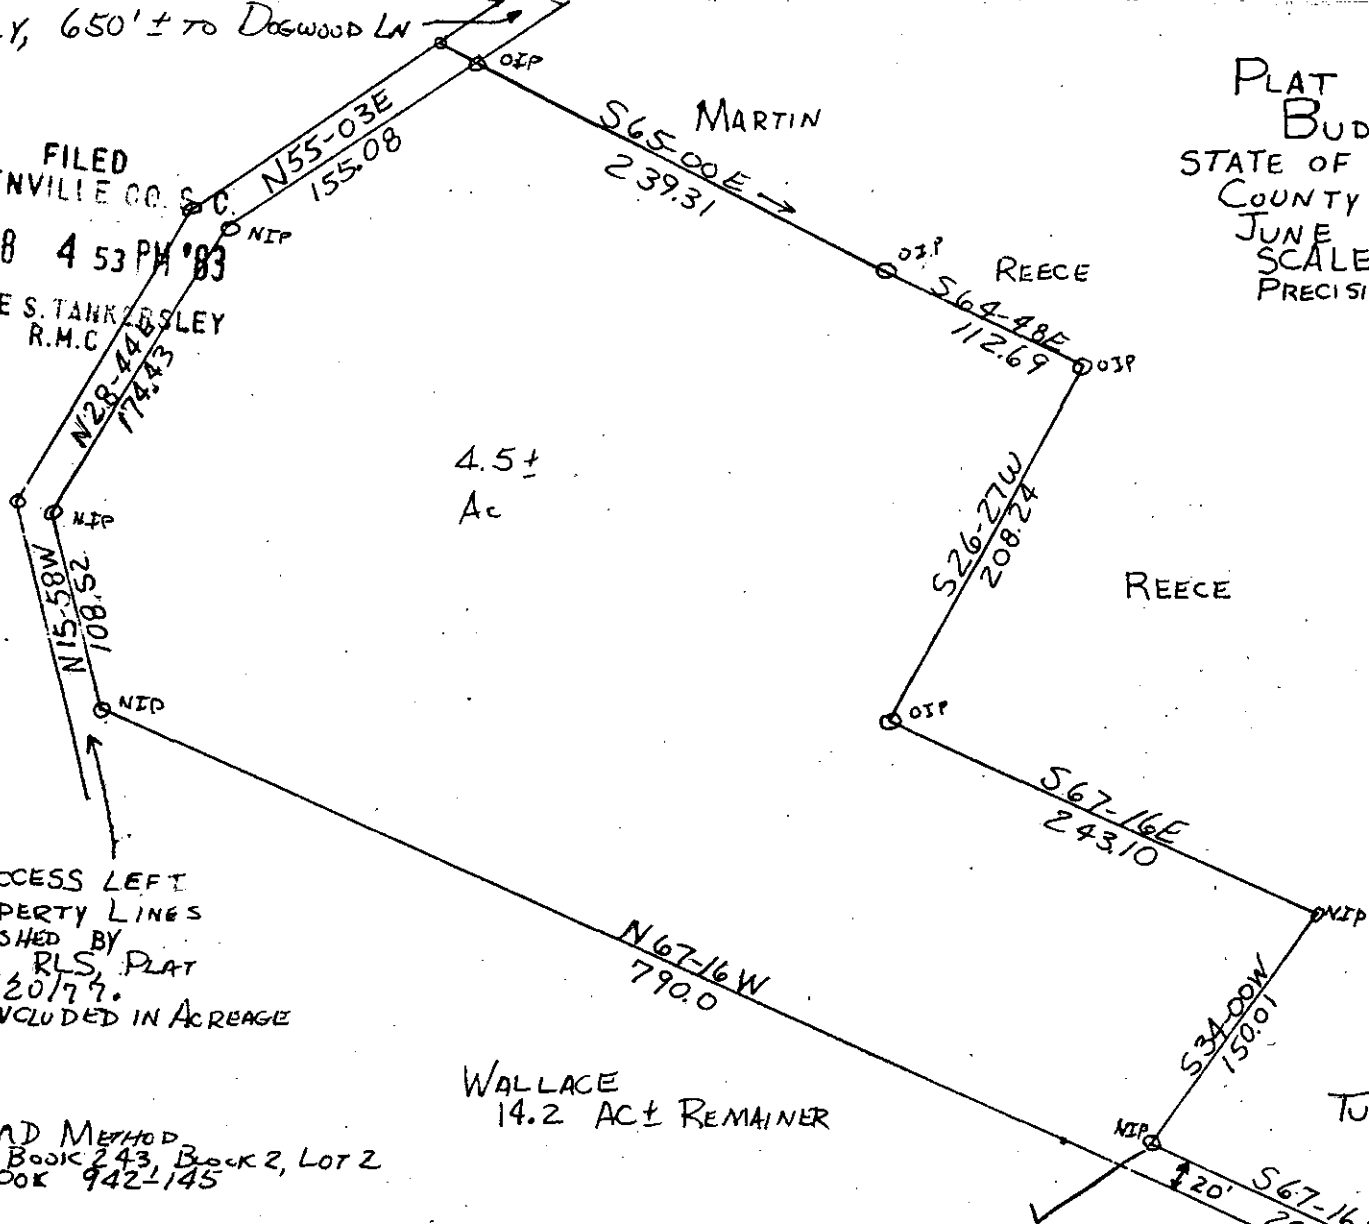 LY, 650'± TO DOGWOOD LN
PLAT
BUD
STATE OF
COUNTY
JUNE
SCALE
PRECISI
FILED
NVILLE CO. S. C.
8 4 53 PM '83
E S. TANKERSLEY
R.M.C
OIP
S65-00E
239.31
MARTIN
N55-03E
155.08
NIP
OIP
REECE
S64-48E
112.69
OIP
N28-44E
174.43
4.5±
Ac
S26-27W
208.24
REECE
NIP
N15-58W
108.52
NIP
OIP
S67-16E
243.10
NIP
CCESS LEFT
PERTY LINES
SHED BY
RLS, PLAT
20/77.
NCLUDED IN ACREAGE
N67-16W
790.0
S34-00W
150.01
WALLACE
14.2 AC± REMAINER
TU
NIP
20'
S67-16
MD METHOD
BOOK 243, BLOCK 2, LOT 2
OOK 942-145